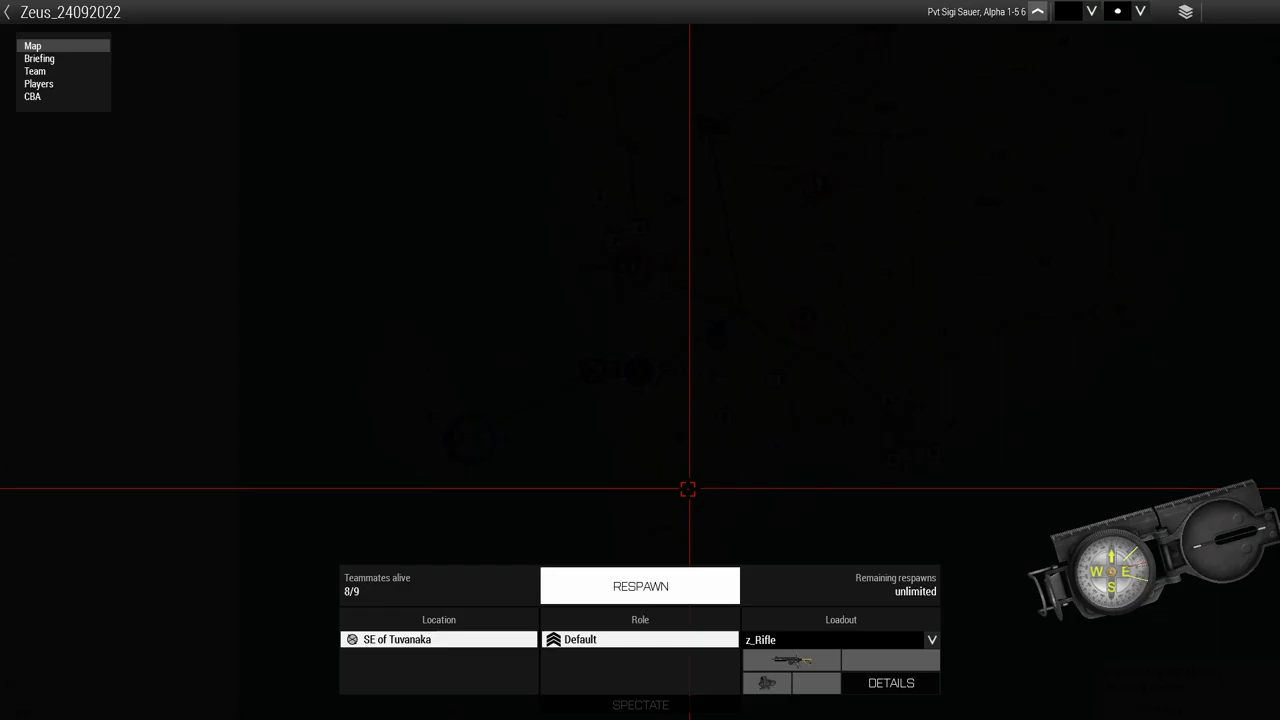 Zeus_24092022
Pvt Sigi Sauer, Alpha 1-5 6
Map
Briefing
Team
Players
CBA
Teammates alive
8/9
RESPAWN
Remaining respawns
unlimited
Location
Role
Loadout
SE of Tuvanaka
Default
z_Rifle
DETAILS
SPECTATE
W
E
S